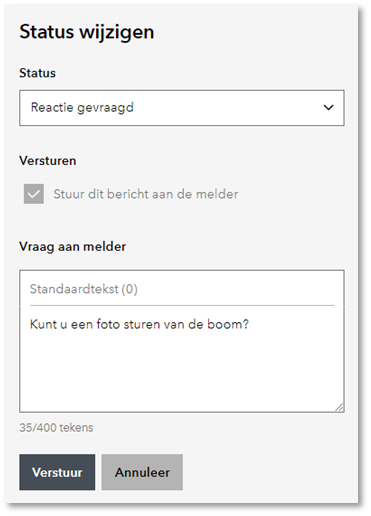 Status wijzigen
Status
Reactie gevraagd
Versturen
Stuur dit bericht aan de melder
Vraag aan melder
Standaardtekst (0)
Kunt u een foto sturen van de boom?
35/400 tekens
Verstuur
Annuleer